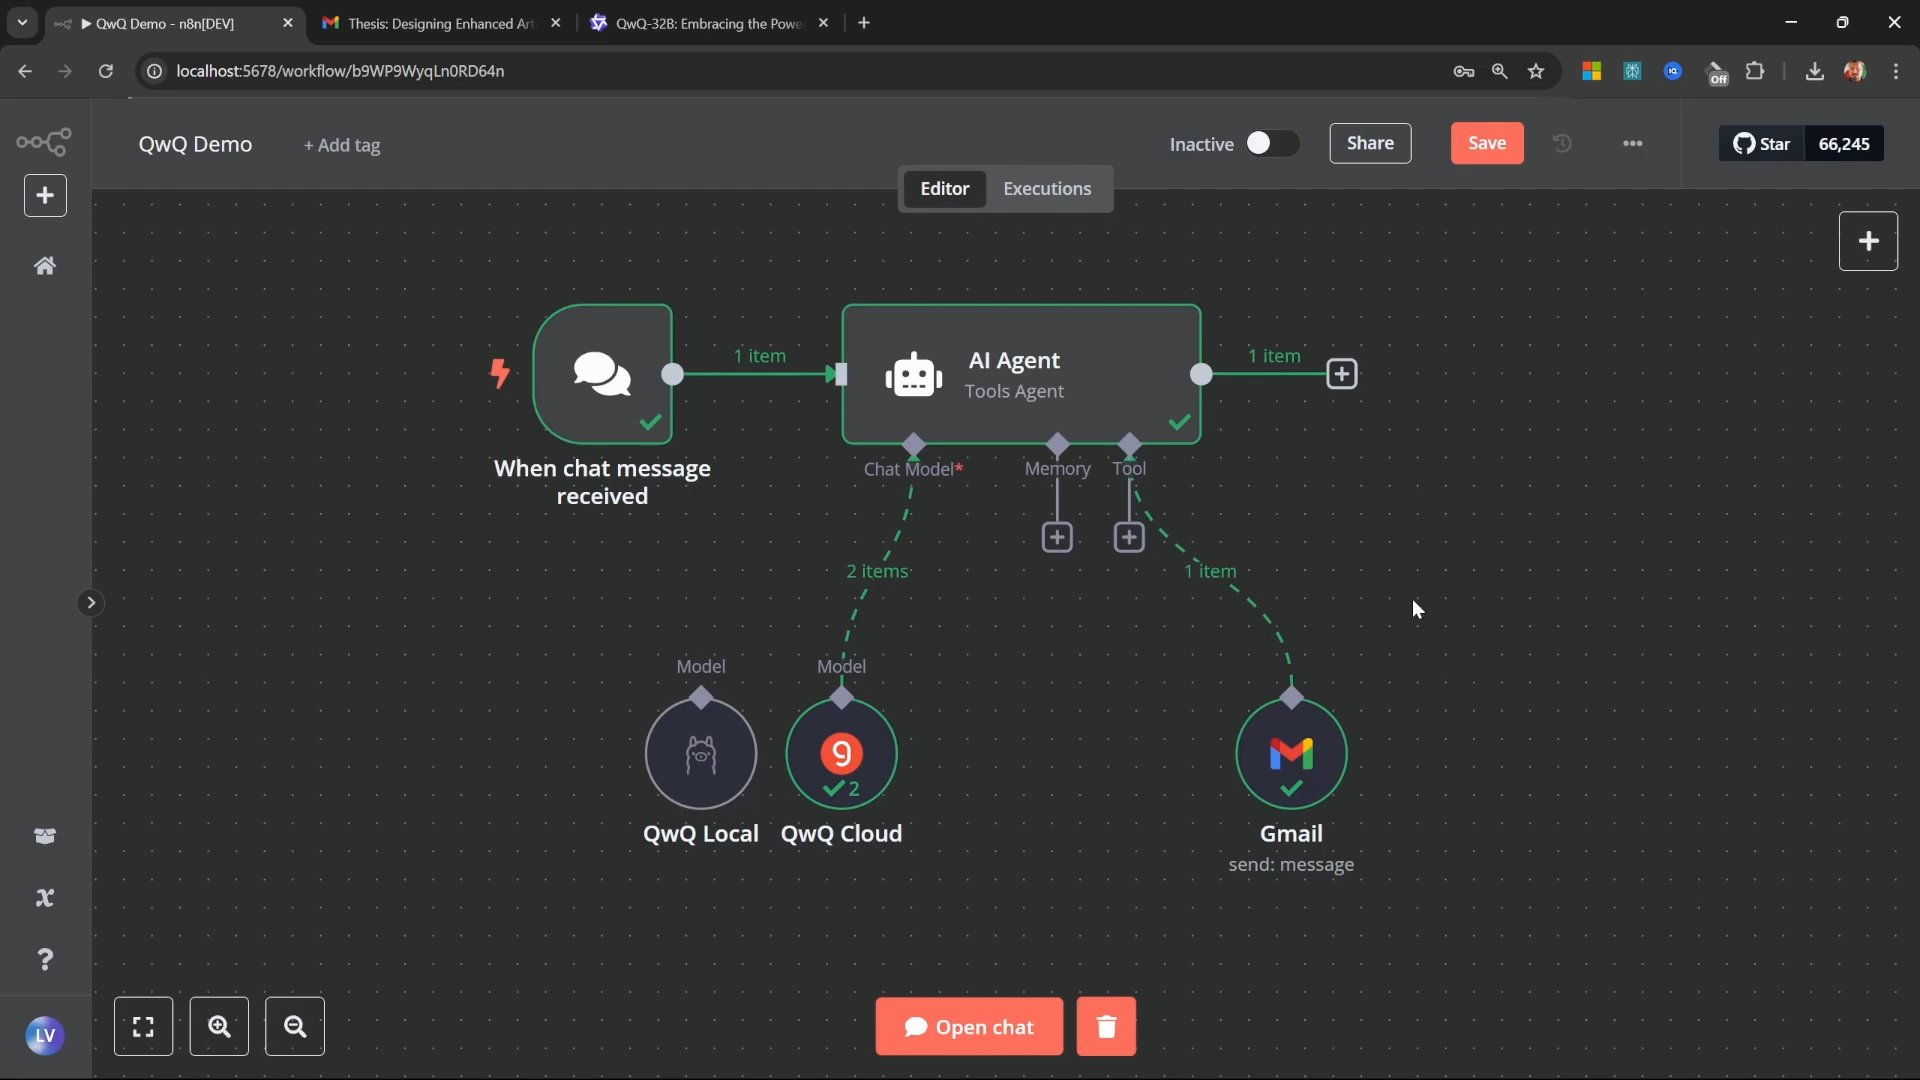 QwQ Demo - n8n[DEV]
Thesis: Designing Enhanced Art
QwQ-32B: Embracing the Powe
localhost:5678/workflow/b9WP9WyqLn0RD64n
Off
QwQ Demo
+ Add tag
Inactive
Share
Save
Star
66,245
Editor
Executions
1 item
AI Agent
Tools Agent
1 item
When chat message
received
Chat Model*
Memory
Tool
2 items
1 item
Model
Model
2
QwQ Local
QwQ Cloud
Gmail
send: message
LV
Open chat